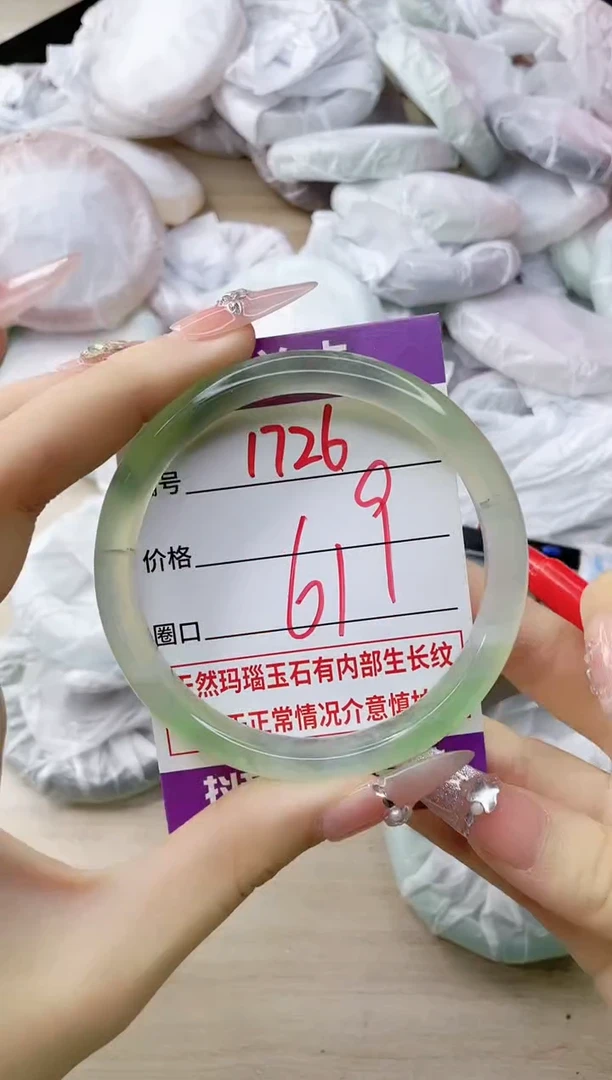 号 1726
价格 619
圈口
天然玛瑙玉石有内部生长纹
正常情况介意慎